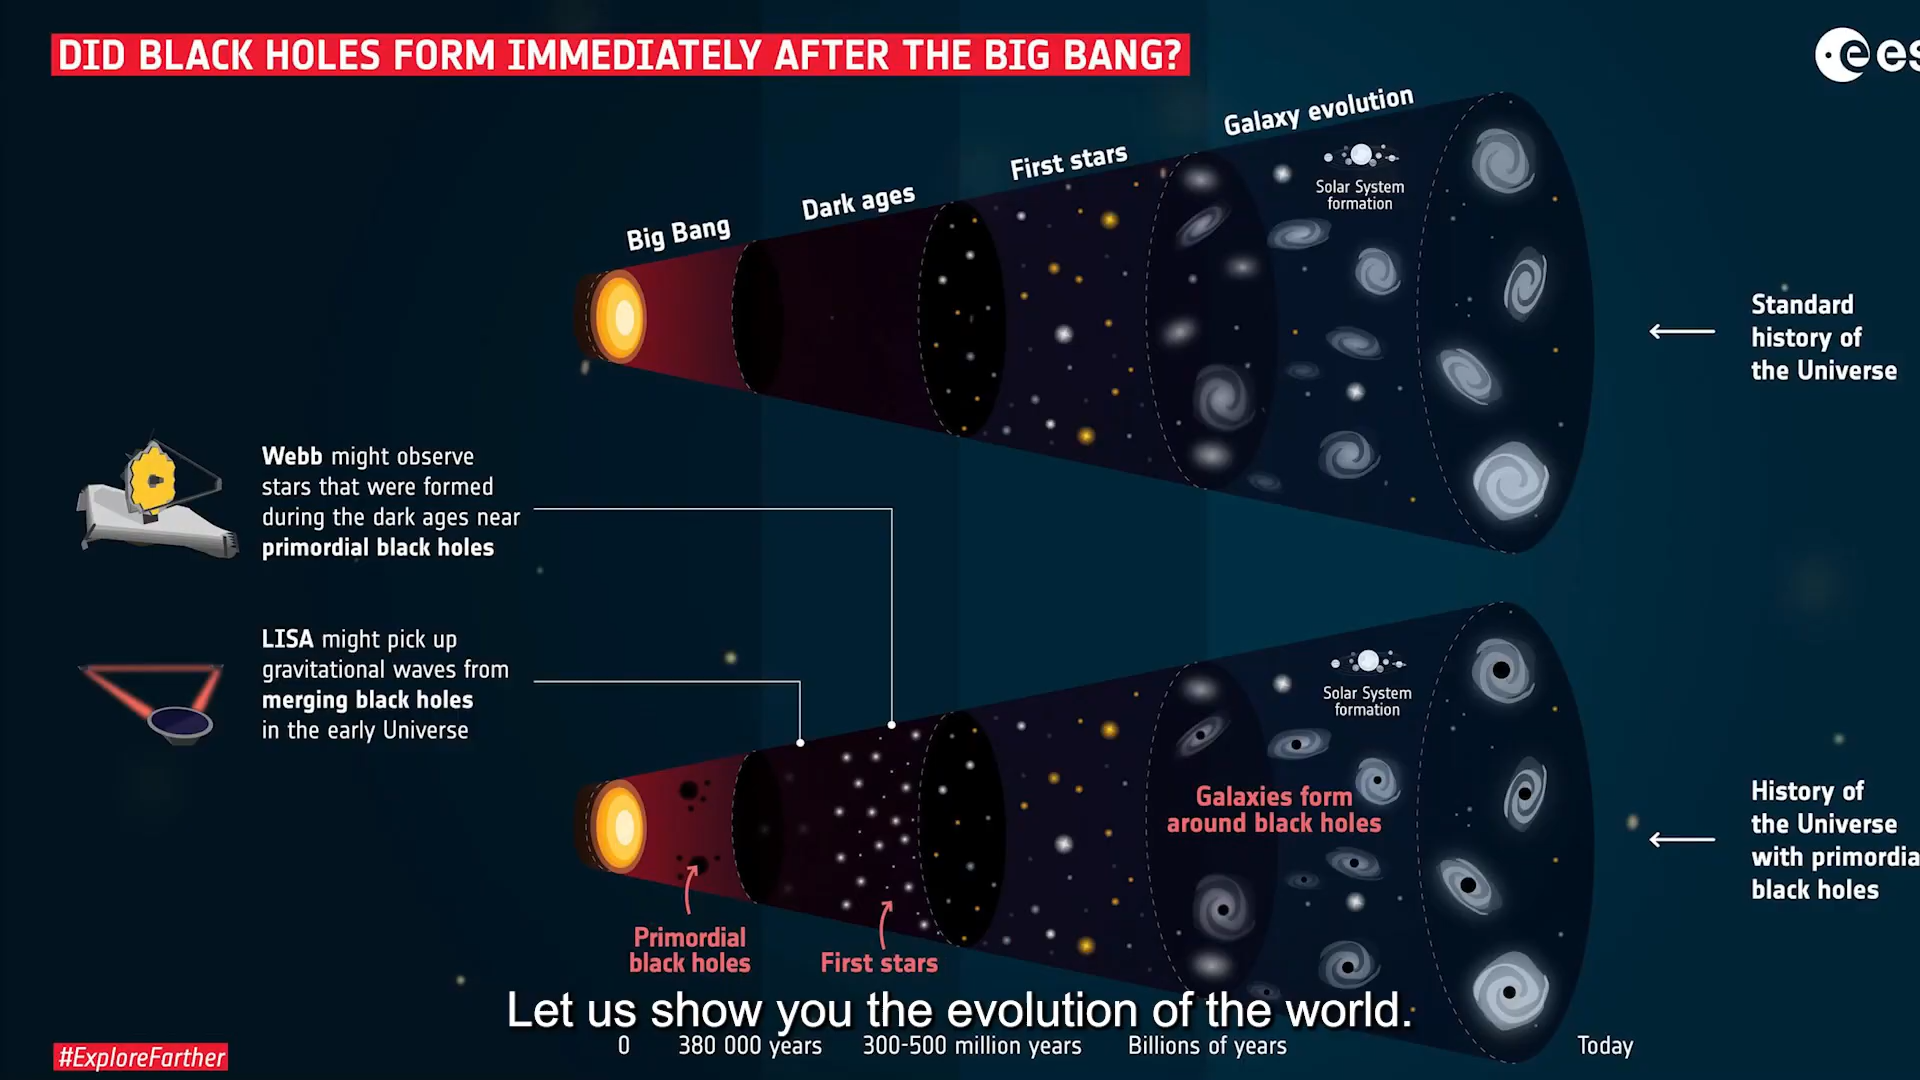 DID BLACK HOLES FORM IMMEDIATELY AFTER THE BIG BANG?
Big Bang
Dark ages
First stars
Galaxy evolution
Solar System
formation
Standard
history of
the Universe
Webb might observe
stars that were formed
during the dark ages near
primordial black holes
LISA might pick up
gravitational waves from
merging black holes
in the early Universe
Solar System
formation
Galaxies form
around black holes
History of
the Universe
with primordia
black holes
Primordial
black holes
First stars
Let us show you the evolution of the world.
0 380 000 years 300-500 million years Billions of years Today
#ExploreFarther